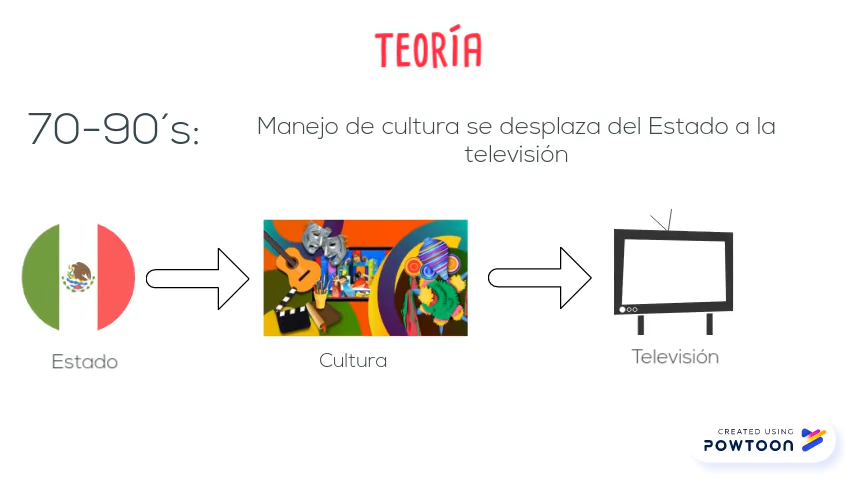 TEORÍA
70-90´s:
Manejo de cultura se desplaza del Estado a la
televisión
Estado
Cultura
Televisión
CREATED USING
POWTOON